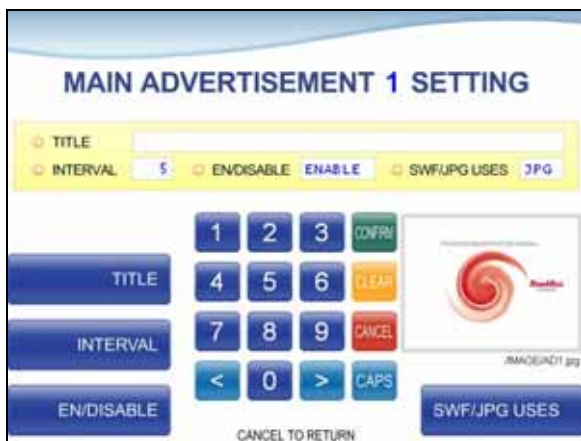 MAIN ADVERTISEMENT 1 SETTING
TITLE
INTERVAL 5 EN/DISABLE ENABLE SWF/JPG USES JPG
1 2 3 CONFIRM
TITLE 4 5 6 CLEAR
INTERVAL 7 8 9 CANCEL
/IMAGE/AD1.jpg
< 0 > CAPS
EN/DISABLE SWF/JPG USES
CANCEL TO RETURN